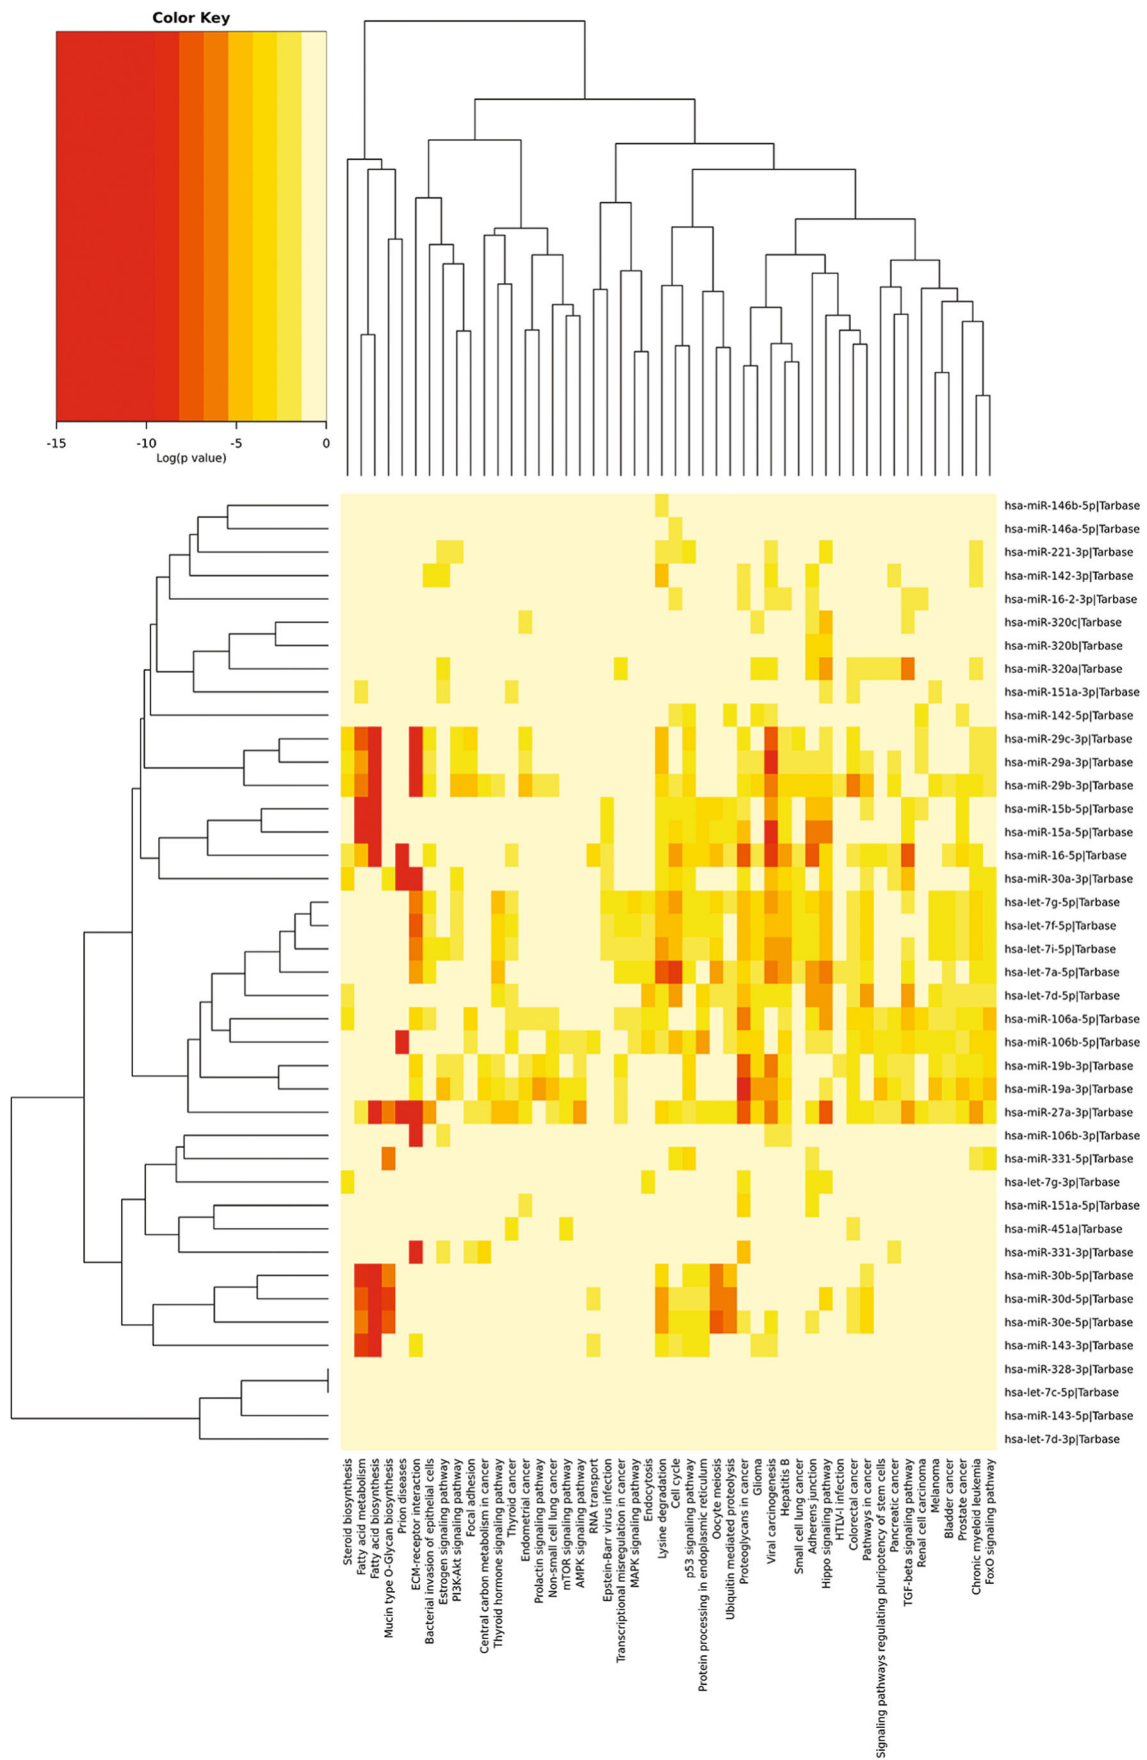 Color Key
-15 -10 -5 0
Log(p value)
hsa-miR-146b-5p|Tarbase
hsa-miR-146a-5p|Tarbase
hsa-miR-221-3p|Tarbase
hsa-miR-142-3p|Tarbase
hsa-miR-16-2-3p|Tarbase
hsa-miR-320c|Tarbase
hsa-miR-320b|Tarbase
hsa-miR-320a|Tarbase
hsa-miR-151a-3p|Tarbase
hsa-miR-142-5p|Tarbase
hsa-miR-29c-3p|Tarbase
hsa-miR-29a-3p|Tarbase
hsa-miR-29b-3p|Tarbase
hsa-miR-15b-5p|Tarbase
hsa-miR-15a-5p|Tarbase
hsa-miR-16-5p|Tarbase
hsa-miR-30a-3p|Tarbase
hsa-let-7g-5p|Tarbase
hsa-let-7f-5p|Tarbase
hsa-let-7i-5p|Tarbase
hsa-let-7a-5p|Tarbase
hsa-let-7d-5p|Tarbase
hsa-miR-106a-5p|Tarbase
hsa-miR-106b-5p|Tarbase
hsa-miR-19b-3p|Tarbase
hsa-miR-19a-3p|Tarbase
hsa-miR-27a-3p|Tarbase
hsa-miR-106b-3p|Tarbase
hsa-miR-331-5p|Tarbase
hsa-let-7g-3p|Tarbase
hsa-miR-151a-5p|Tarbase
hsa-miR-451a|Tarbase
hsa-miR-331-3p|Tarbase
hsa-miR-30b-5p|Tarbase
hsa-miR-30d-5p|Tarbase
hsa-miR-30e-5p|Tarbase
hsa-miR-143-3p|Tarbase
hsa-miR-328-3p|Tarbase
hsa-let-7c-5p|Tarbase
hsa-miR-143-5p|Tarbase
hsa-let-7d-3p|Tarbase
Steroid biosynthesis
Fatty acid metabolism
Fatty acid biosynthesis
Mucin type O-Glycan biosynthesis
Prion diseases
ECM-receptor interaction
Bacterial invasion of epithelial cells
Estrogen signaling pathway
PI3K-Akt signaling pathway
Focal adhesion
Central carbon metabolism in cancer
Thyroid hormone signaling pathway
Thyroid cancer
Endometrial cancer
Prolactin signaling pathway
Non-small cell lung cancer
mTOR signaling pathway
AMPK signaling pathway
RNA transport
Epstein-Barr virus infection
Transcriptional misregulation in cancer
MAPK signaling pathway
Endocytosis
Lysine degradation
Cell cycle
p53 signaling pathway
Protein processing in endoplasmic reticulum
Oocyte meiosis
Ubiquitin mediated proteolysis
Proteoglycans in cancer
Glioma
Viral carcinogenesis
Hepatitis B
Small cell lung cancer
Adherens junction
Hippo signaling pathway
HTLV-I infection
Colorectal cancer
Pathways in cancer
Signaling pathways regulating pluripotency of stem cells
Pancreatic cancer
TGF-beta signaling pathway
Renal cell carcinoma
Melanoma
Bladder cancer
Prostate cancer
Chronic myeloid leukemia
FoxO signaling pathway